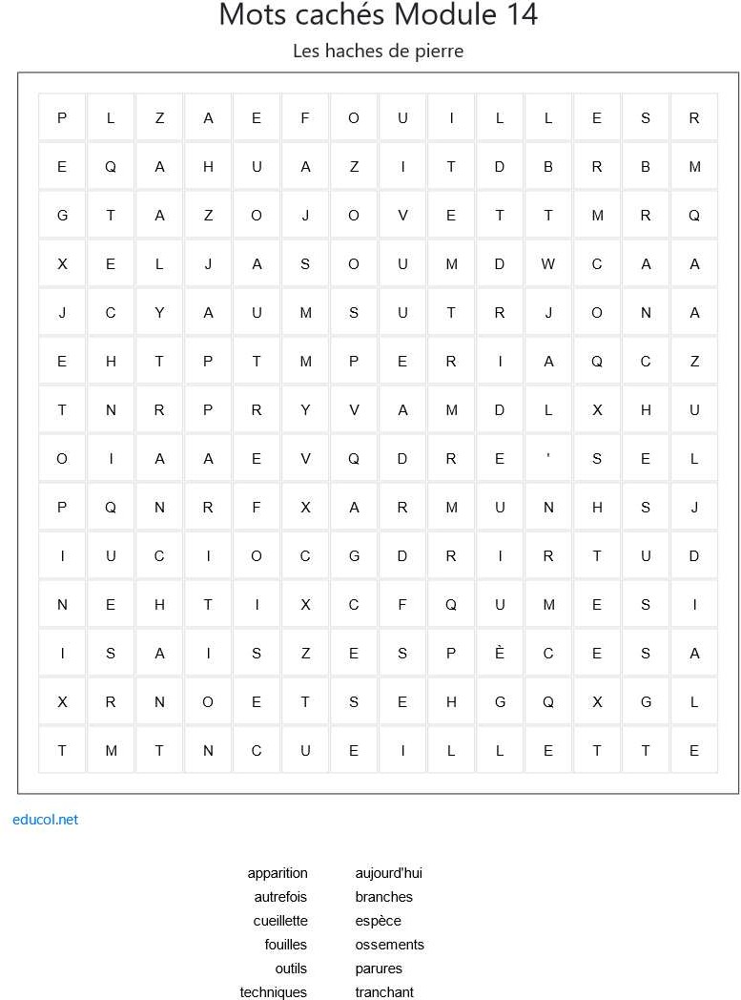 Mots cachés Module 14
Les haches de pierre
P L Z A E F O U I L L E S R
E Q A H U A Z I T D B R B M
G T A Z O J O V E T T M R Q
X E L J A S O U M D W C A A
J C Y A U M S U T R J O N A
E H T P T M P E R I A Q C Z
T N R P R Y V A M D L X H U
O I A A E V Q D R E ' S E L
P Q N R F X A R M U N H S J
I U C I O C G D R I R T U D
N E H T I X C F Q U M E S I
I S A I S Z E S P È C E S A
X R N O E T S E H G Q X G L
T M T N C U E I L L E T T E
educol.net
apparition aujourd'hui
autrefois branches
cueillette espèce
fouilles ossements
outils parures
techniques tranchant